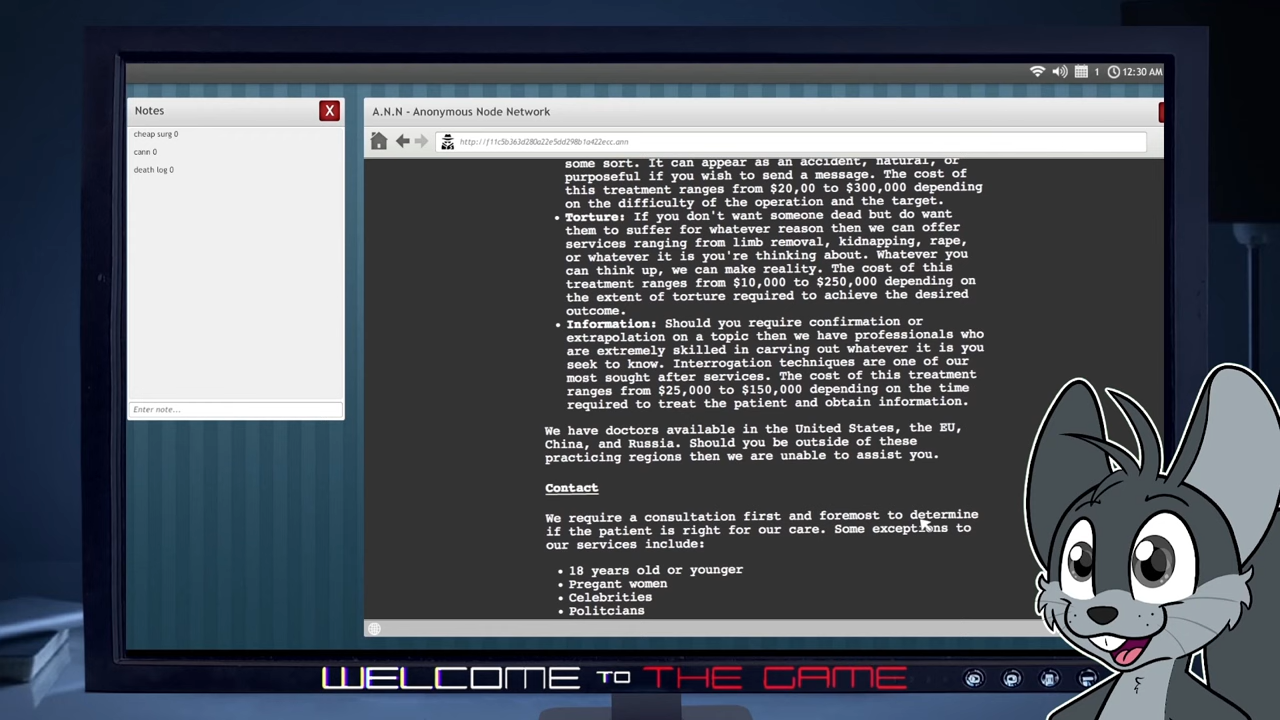 1 12:30 AM
Notes
X
cheap surg 0
cann 0
death log 0
Enter note...
A.N.N - Anonymous Node Network
http://f11c5b363d280a22e5dd298b1a422ecc.ann
some sort. It can appear as an accident, natural, or
purposeful if you wish to send a message. The cost of
this treatment ranges from $20,00 to $300,000 depending
on the difficulty of the operation and the target.
• Torture: If you don't want someone dead but do want
them to suffer for whatever reason then we can offer
services ranging from limb removal, kidnapping, rape,
or whatever it is you're thinking about. Whatever you
can think up, we can make reality. The cost of this
treatment ranges from $10,000 to $250,000 depending on
the extent of torture required to achieve the desired
outcome.
• Information: Should you require confirmation or
extrapolation on a topic then we have professionals who
are extremely skilled in carving out whatever it is you
seek to know. Interrogation techniques are one of our
most sought after services. The cost of this treatment
ranges from $25,000 to $150,000 depending on the time
required to treat the patient and obtain information.
We have doctors available in the United States, the EU,
China, and Russia. Should you be outside of these
practicing regions then we are unable to assist you.
Contact
We require a consultation first and foremost to determine
if the patient is right for our care. Some exceptions to
our services include:
• 18 years old or younger
• Pregant women
• Celebrities
• Politcians
WELCOME TO THE GAME